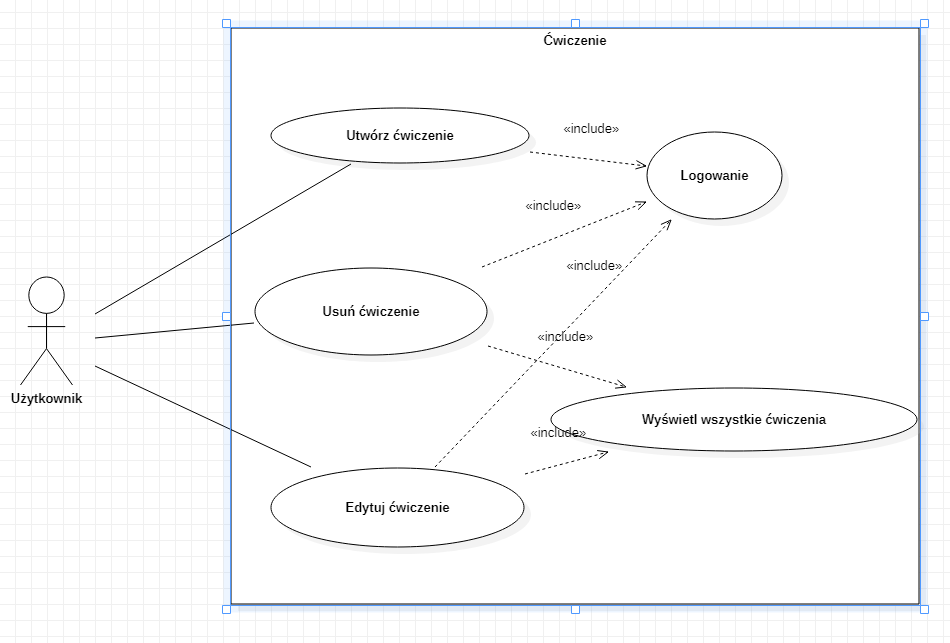 Ćwiczenie
Utwórz ćwiczenie
«include»
Logowanie
«include»
«include»
Usuń ćwiczenie
«include»
Użytkownik
Wyświetl wszystkie ćwiczenia
«include»
Edytuj ćwiczenie